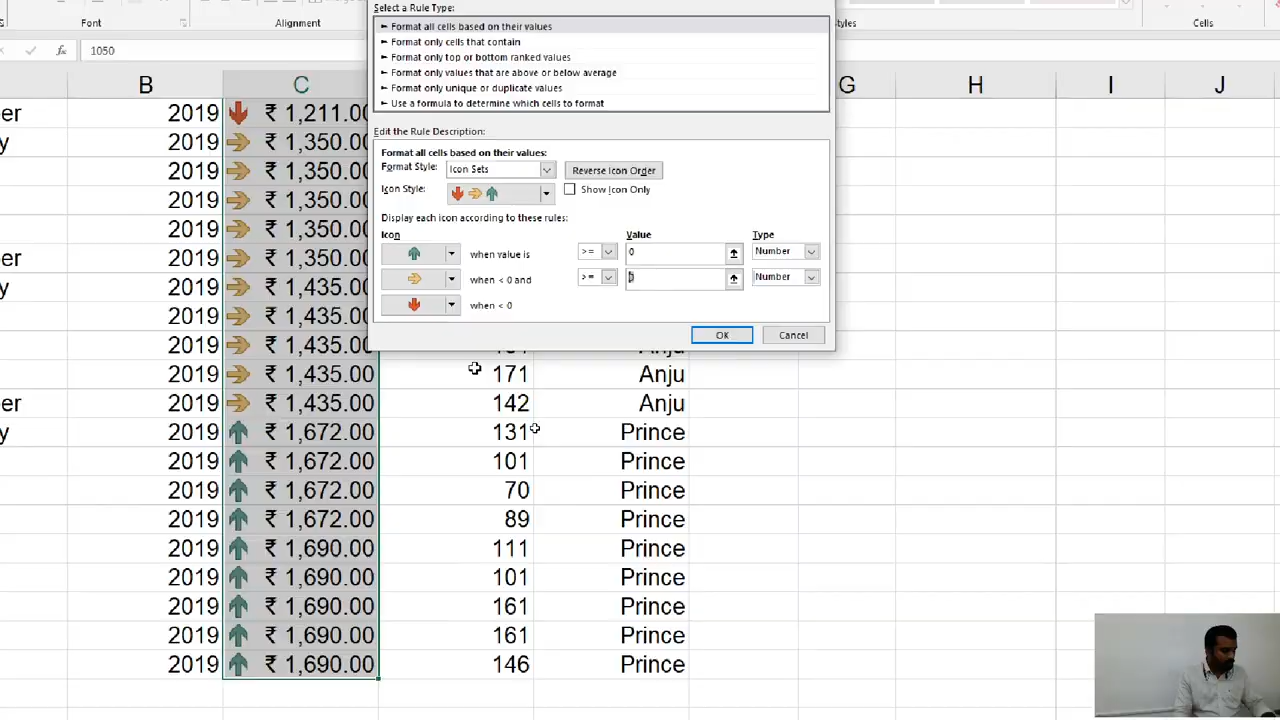 Select a Rule Type:
► Format all cells based on their values
Font Alignment ► Format only cells that contain Styles Cells
► Format only top or bottom ranked values
1050
► Format only values that are above or below average
► Format only unique or duplicate values
► Use a formula to determine which cells to format
B C G H I J
er 2019 ₹ 1,211.00
Edit the Rule Description:
y 2019 ₹ 1,350.00
Format all cells based on their values:
Format Style: Icon Sets Reverse Icon Order
2019 ₹ 1,350.00
Icon Style: Show Icon Only
2019 ₹ 1,350.00
Display each icon according to these rules:
2019 ₹ 1,350.00
Icon Value Type
when value is >= 0 Number
er 2019 ₹ 1,350.00
when < 0 and >= Number
y 2019 ₹ 1,435.00
when < 0
2019 ₹ 1,435.00
OK Cancel
2019 ₹ 1,435.00 Anju
2019 ₹ 1,435.00 171 Anju
er 2019 ₹ 1,435.00 142 Anju
y 2019 ₹ 1,672.00 131 Prince
2019 ₹ 1,672.00 101 Prince
2019 ₹ 1,672.00 70 Prince
2019 ₹ 1,672.00 89 Prince
2019 ₹ 1,690.00 111 Prince
2019 ₹ 1,690.00 101 Prince
2019 ₹ 1,690.00 161 Prince
2019 ₹ 1,690.00 161 Prince
2019 ₹ 1,690.00 146 Prince